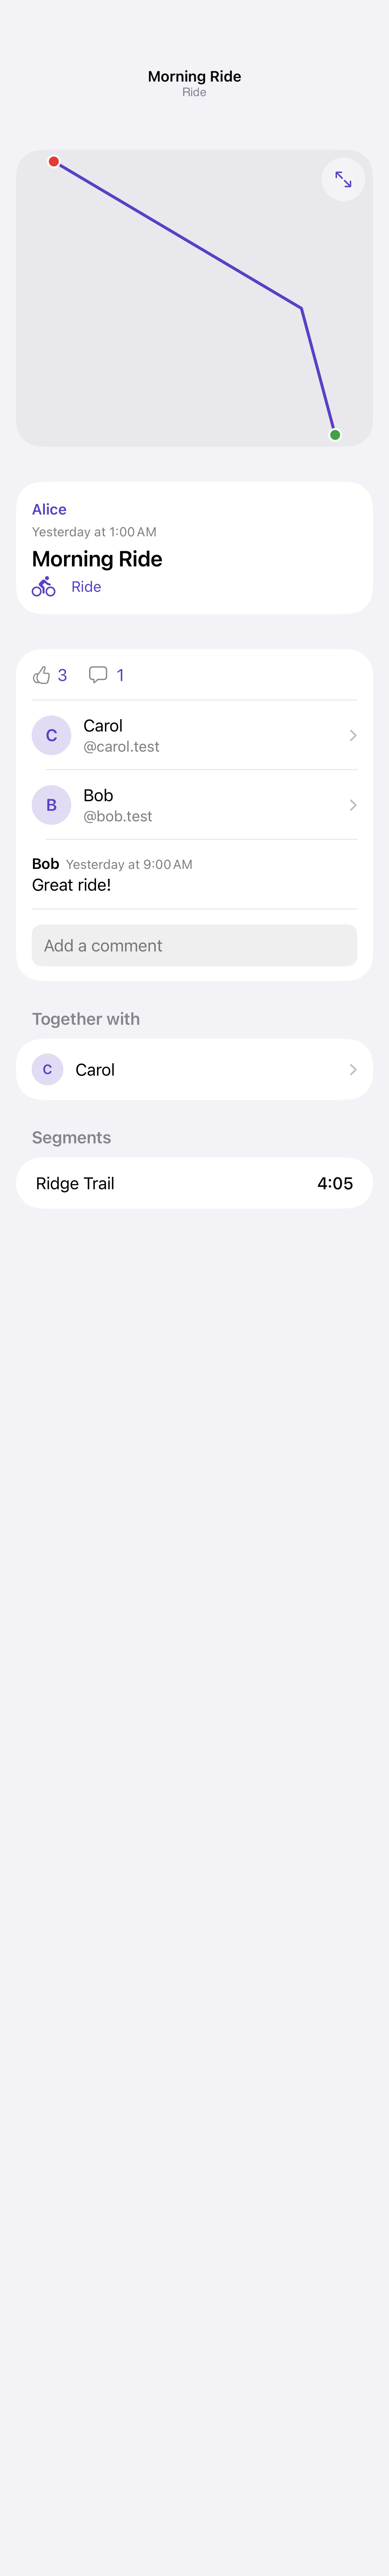 Morning Ride
Ride
Alice
Yesterday at 1:00 AM
Morning Ride
Ride
3 1
C
Carol
@carol.test
B
Bob
@bob.test
Bob Yesterday at 9:00 AM
Great ride!
Add a comment
Together with
C Carol
Segments
Ridge Trail 4:05